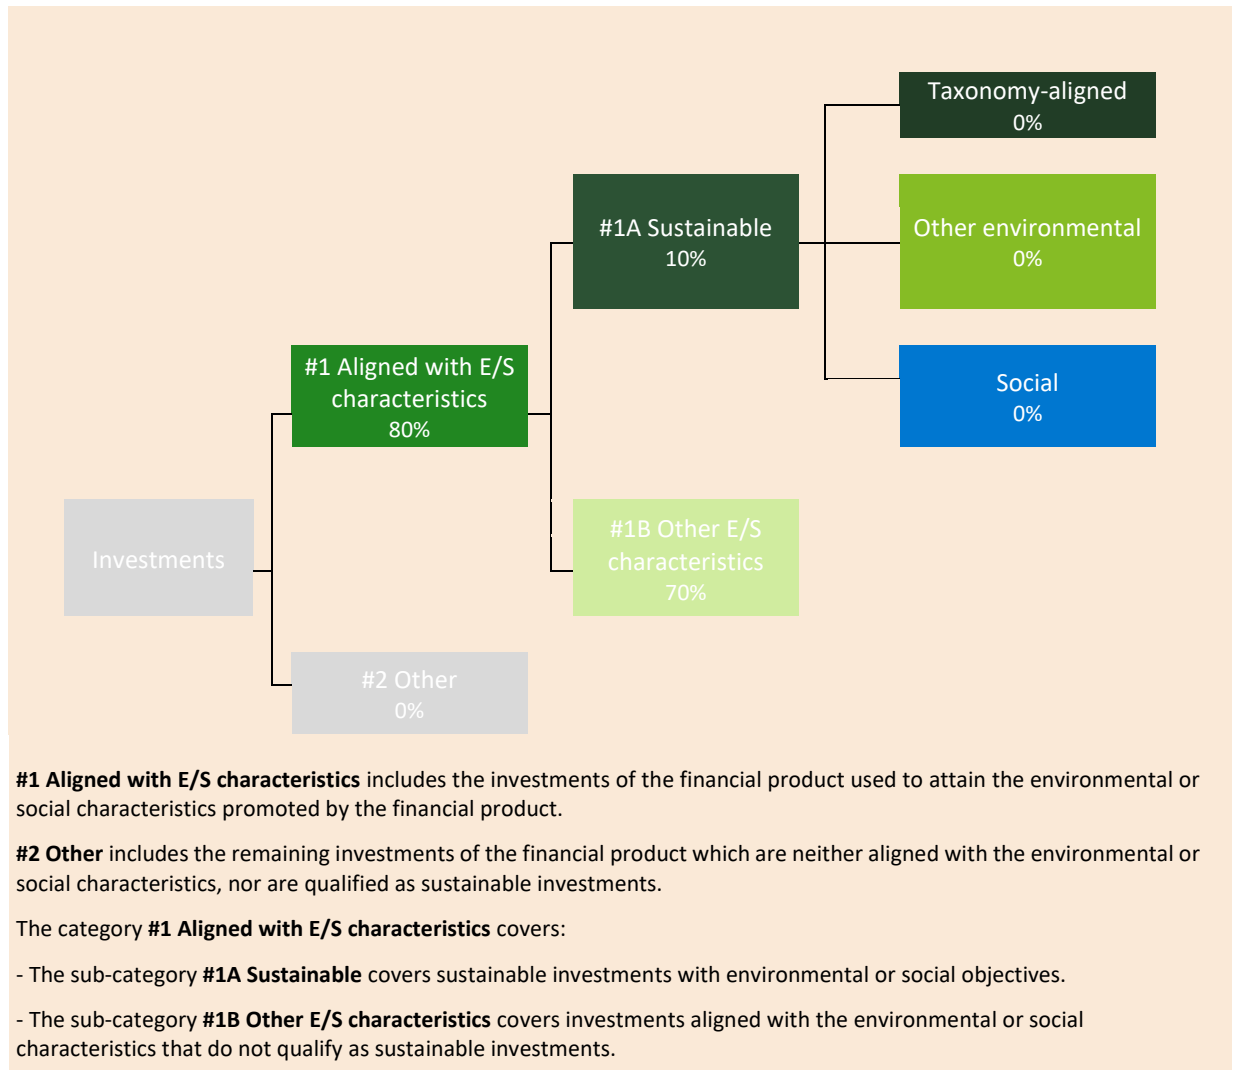 Taxonomy-aligned
0%
#1A Sustainable
10%
Other environmental
0%
#1 Aligned with E/S
characteristics
80%
Social
0%
Investments
#1B Other E/S
characteristics
70%
#2 Other
0%
#1 Aligned with E/S characteristics includes the investments of the financial product used to attain the environmental or
social characteristics promoted by the financial product.
#2 Other includes the remaining investments of the financial product which are neither aligned with the environmental or
social characteristics, nor are qualified as sustainable investments.
The category #1 Aligned with E/S characteristics covers:
- The sub-category #1A Sustainable covers sustainable investments with environmental or social objectives.
- The sub-category #1B Other E/S characteristics covers investments aligned with the environmental or social
characteristics that do not qualify as sustainable investments.